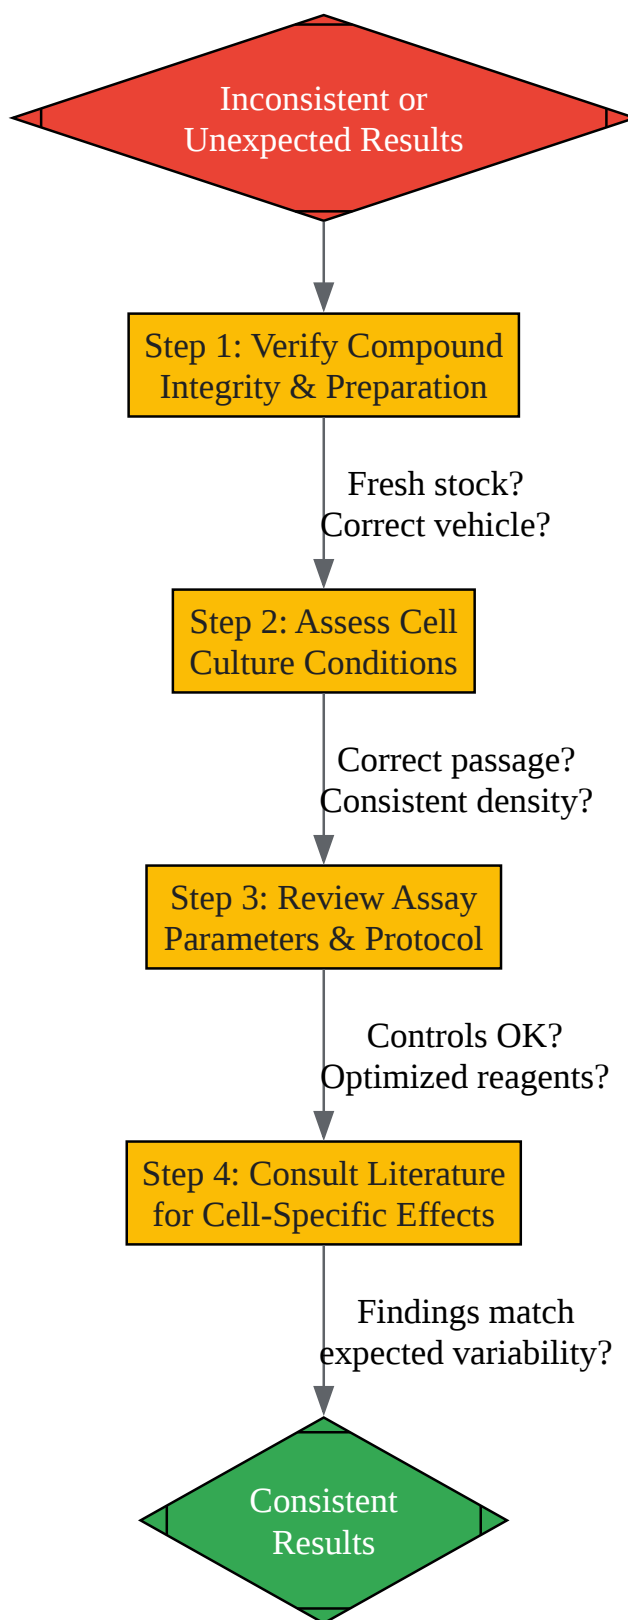 Inconsistent or
Unexpected Results
Step 1: Verify Compound
Integrity & Preparation
Fresh stock?
Correct vehicle?
Step 2: Assess Cell
Culture Conditions
Correct passage?
Consistent density?
Step 3: Review Assay
Parameters & Protocol
Controls OK?
Optimized reagents?
Step 4: Consult Literature
for Cell-Specific Effects
Findings match
expected variability?
Consistent
Results